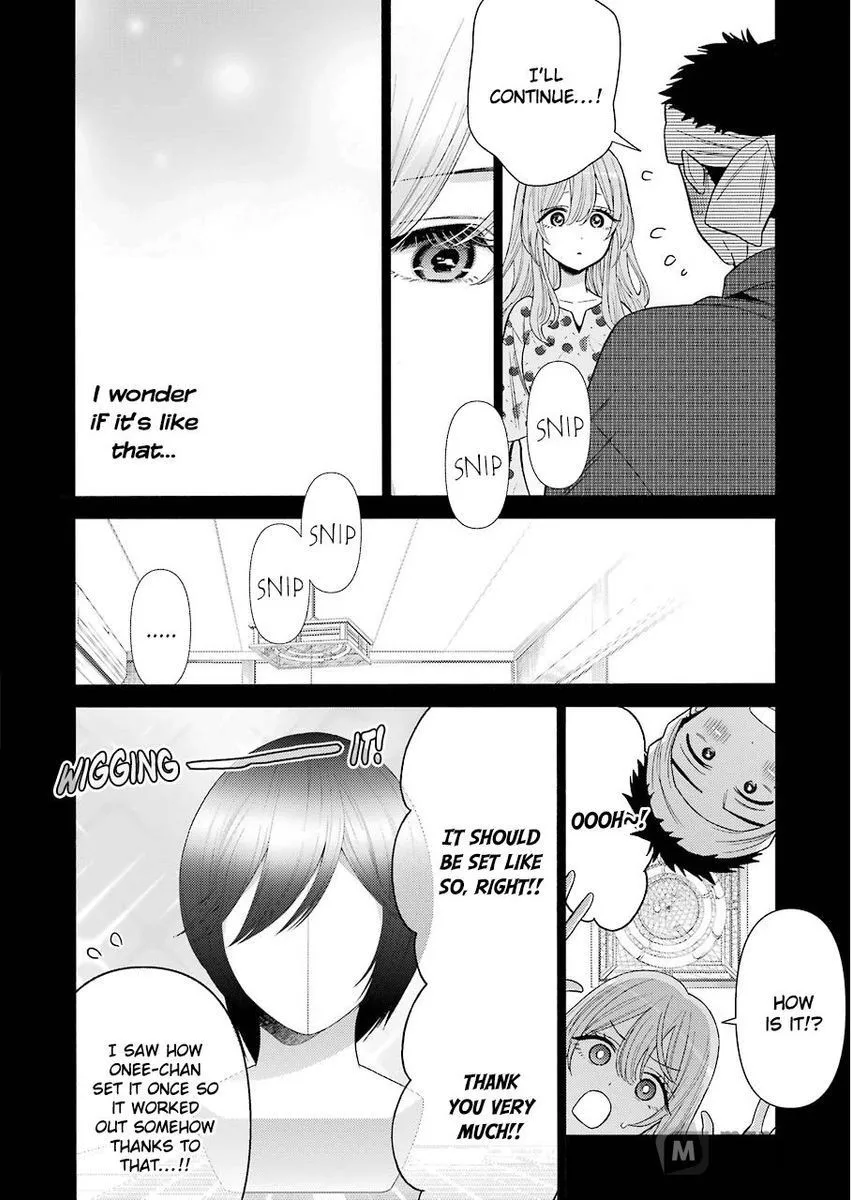 I'LL
CONTINUE...!
I wonder
if it's like
that...
SNIP
SNIP
SNIP
SNIP
.....
OOOH~!
HOW
IS IT!?
IT SHOULD
BE SET LIKE
SO, RIGHT!!
THANK
YOU VERY
MUCH!!
WIGGING IT!
I SAW HOW
ONEE-CHAN
SET IT ONCE SO
IT WORKED
OUT SOMEHOW
THANKS TO
THAT...!!
M